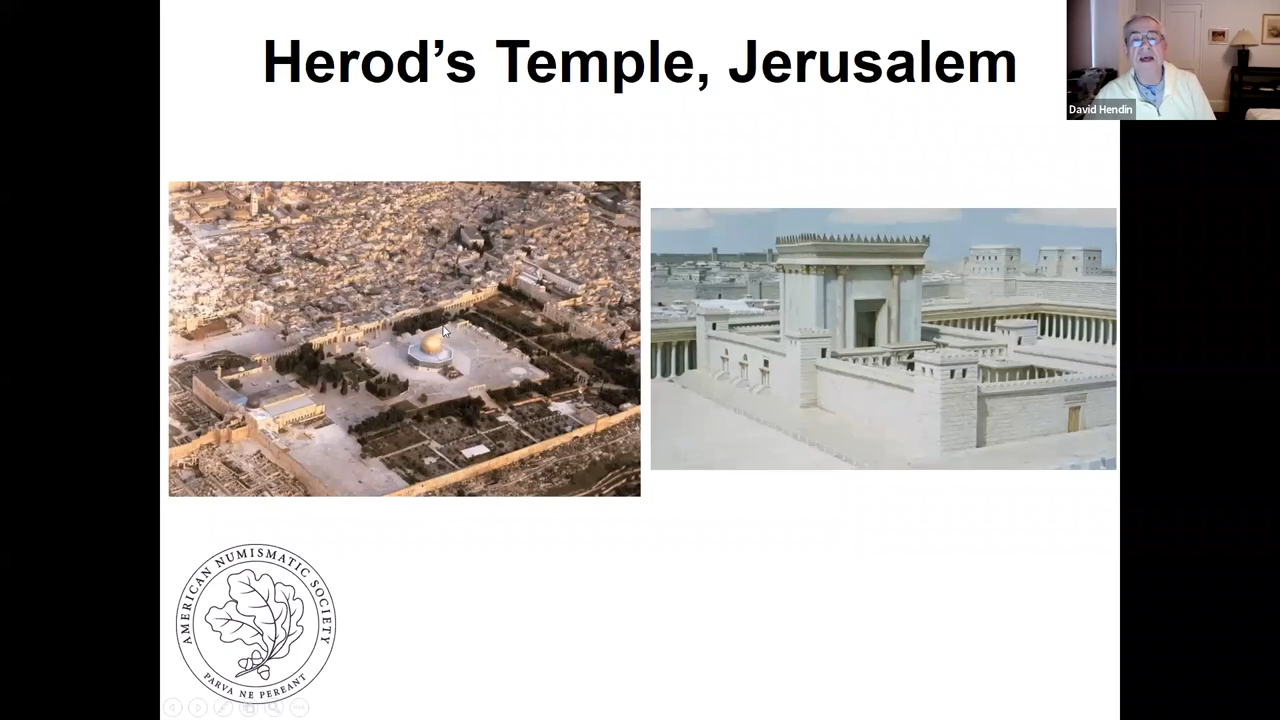 Herod’s Temple, Jerusalem
David Hendin
AMERICAN NUMISMATIC SOCIETY
PARVA NE PEREANT